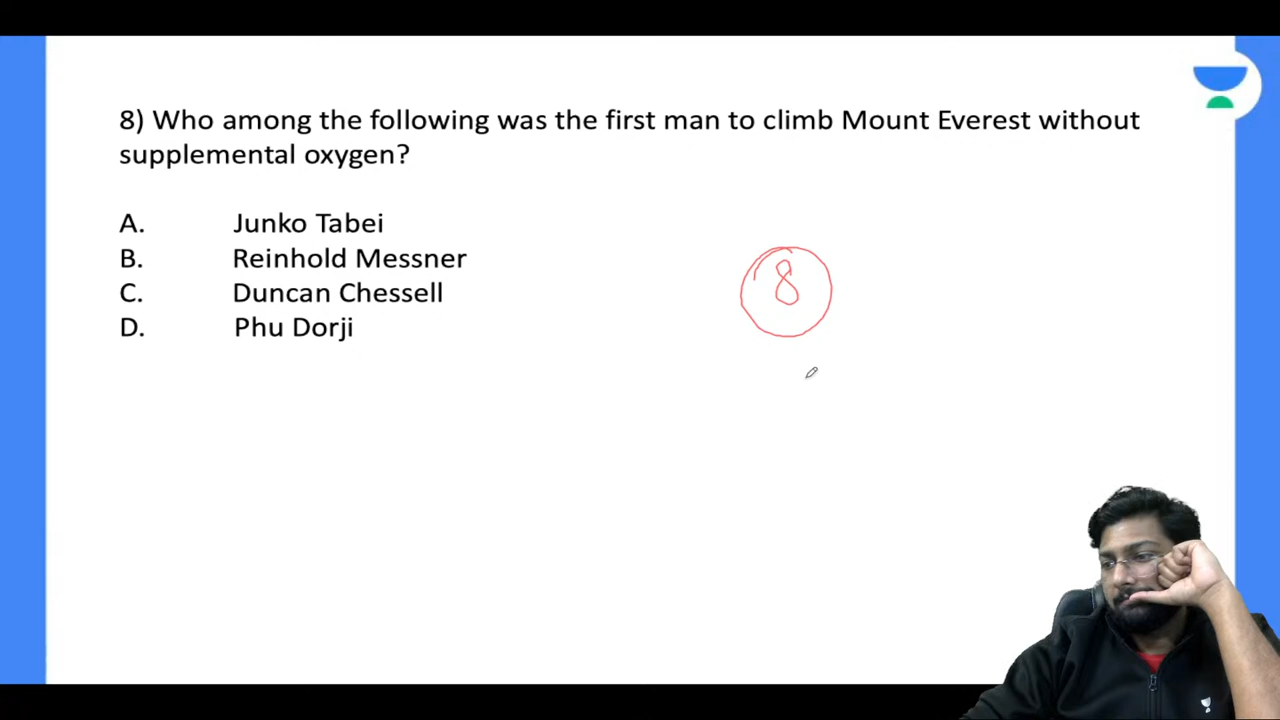 8) Who among the following was the first man to climb Mount Everest without
supplemental oxygen?
A. Junko Tabei
B. Reinhold Messner
C. Duncan Chessell
D. Phu Dorji
8